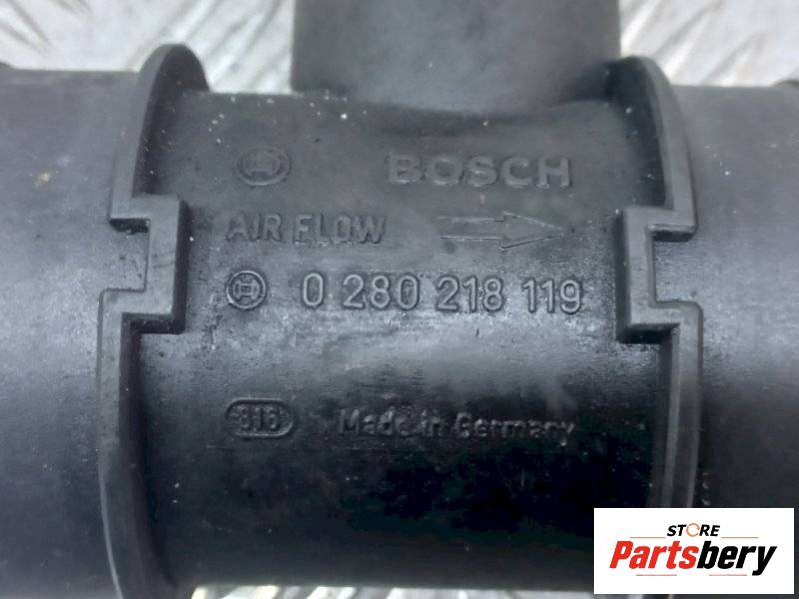 BOSCH
AIR FLOW
0 280 218 119
816
Made in Germany
STORE
Partsbery